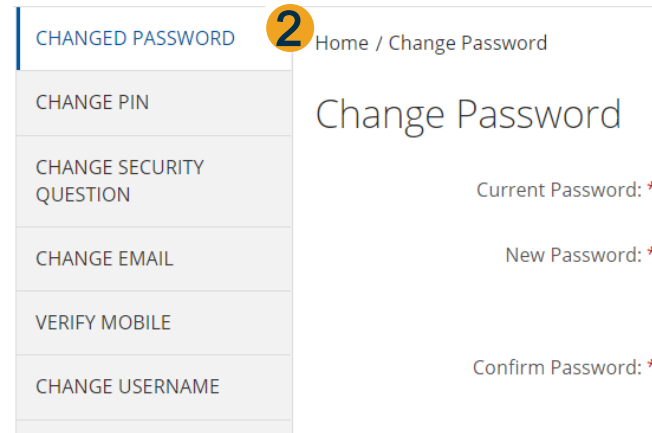 CHANGED PASSWORD
CHANGE PIN
CHANGE SECURITY
QUESTION
CHANGE EMAIL
VERIFY MOBILE
CHANGE USERNAME
2
Home / Change Password
Change Password
Current Password: *
New Password: *
Confirm Password: *